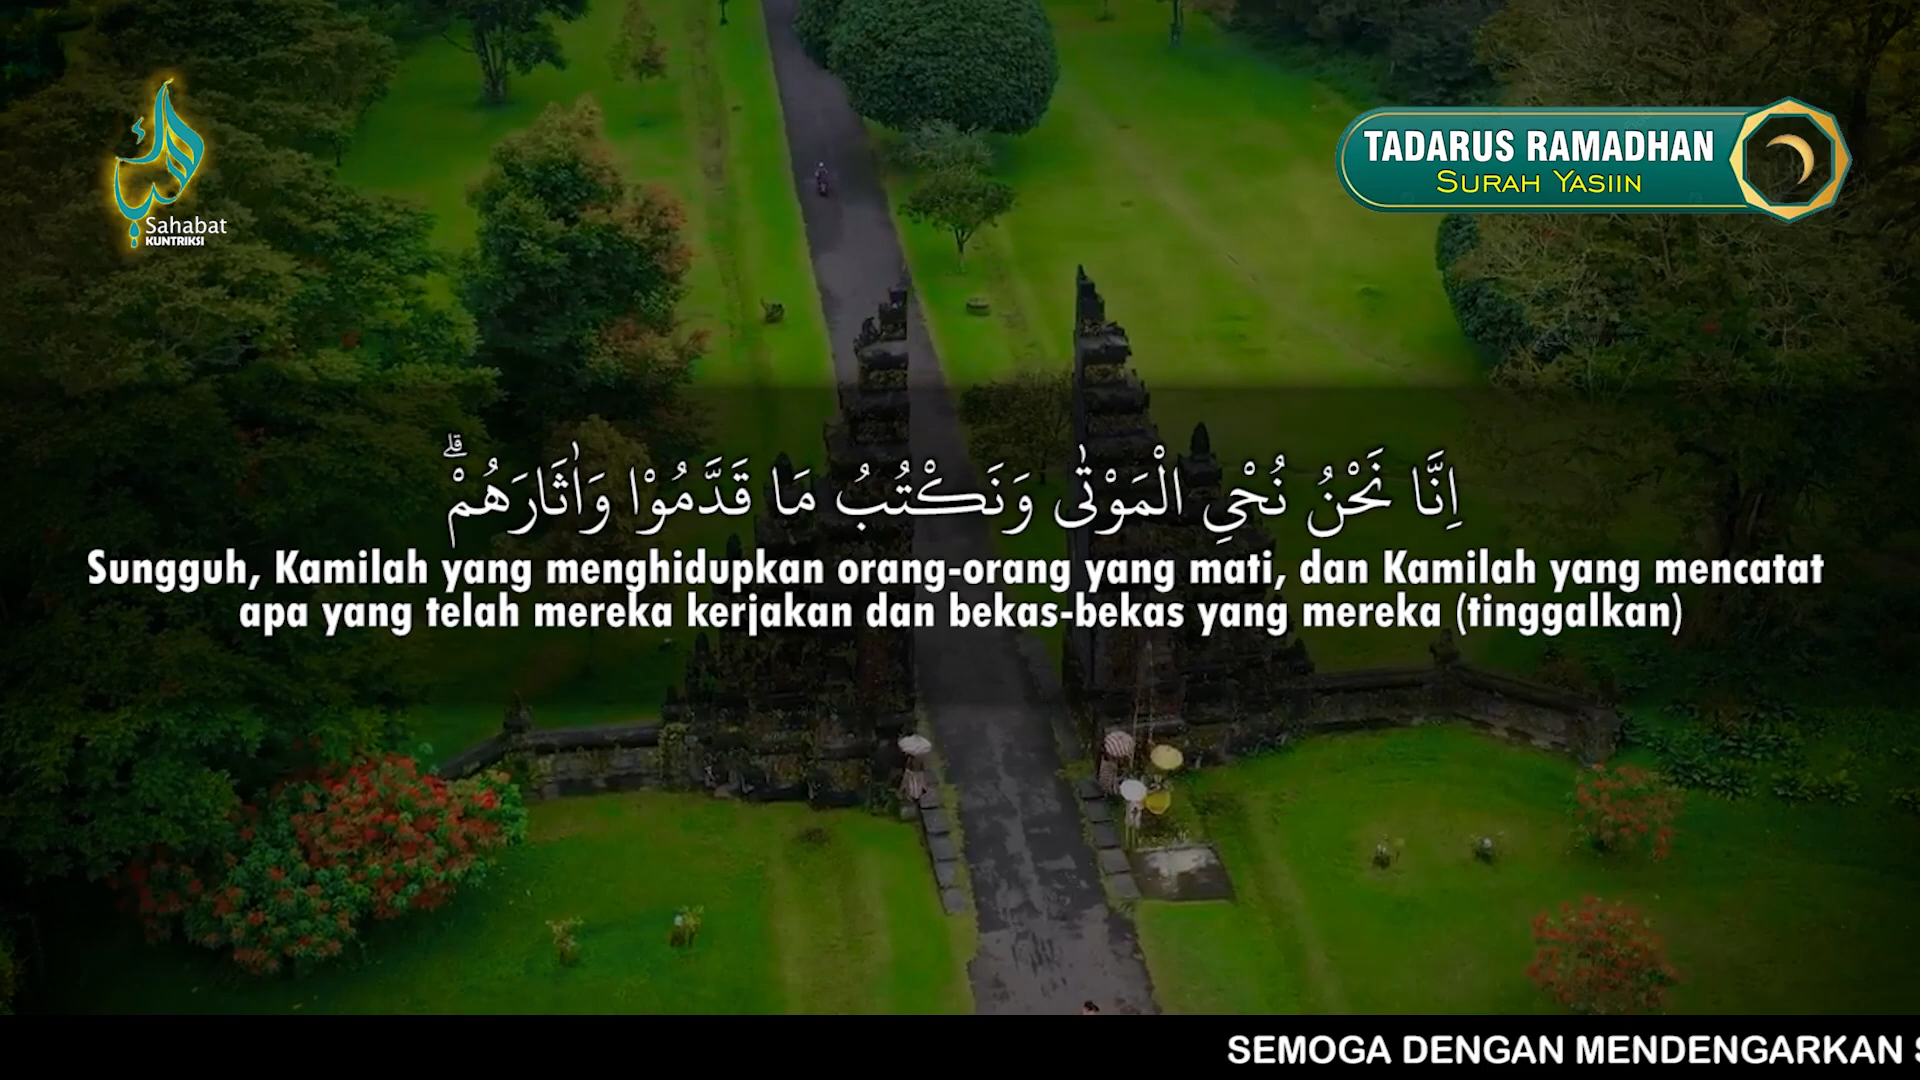 Sahabat
KUNTRIKSI
TADARUS RAMADHAN
SURAH YASIIN
اِنَّا نَحْنُ نُحْيِ الْمَوْتٰى وَنَكْتُبُ مَا قَدَّمُوْا وَاٰثَارَهُمْۗ
Sungguh, Kamilah yang menghidupkan orang-orang yang mati, dan Kamilah yang mencatat
apa yang telah mereka kerjakan dan bekas-bekas yang mereka (tinggalkan)
SEMOGA DENGAN MENDENGARKAN